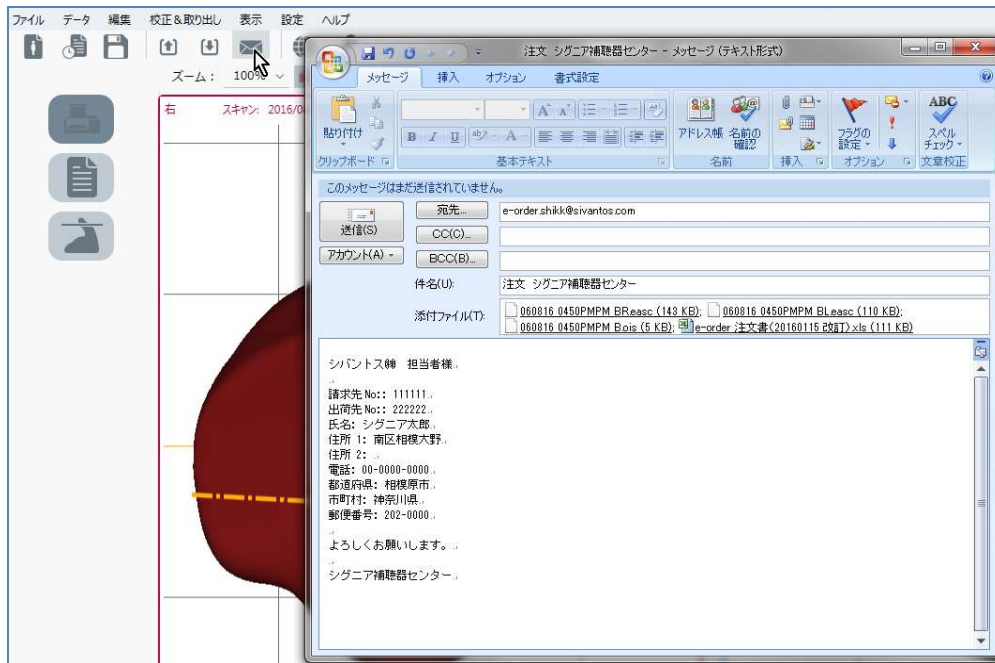 ファイル データ 編集 校正&取り出し 表示 設定 ヘルプ
ズーム: 100%
右 スキャン: 2016/0
注文 シグニア補聴器センター - メッセージ (テキスト形式)
メッセージ 挿入 オプション 書式設定
貼り付け B I U アドレス帳 名前の確認 フラグの設定 ABC スペルチェック
クリップボード 基本テキスト 名前 挿入 オプション 文章校正
このメッセージはまだ送信されていません。
送信(S)
アカウント(A)
宛先... e-order.shikk@sivantos.com
CC(C)...
BCC(B)...
件名(U): 注文 シグニア補聴器センター
添付ファイル(T): 060816 0450PMPM BR.easc (143 KB); 060816 0450PMPM BL.easc (110 KB);
060816 0450PMPM B.ois (5 KB); e-order 注文書(20160115 改訂).xls (111 KB)
シバントス㈱ 担当者様
請求先 No:: 111111
出荷先 No:: 222222
氏名: シグニア太郎
住所 1: 南区相模大野
住所 2:
電話: 00-0000-0000
都道府県: 相模原市
市町村: 神奈川県
郵便番号: 202-0000
よろしくお願いします。
シグニア補聴器センター